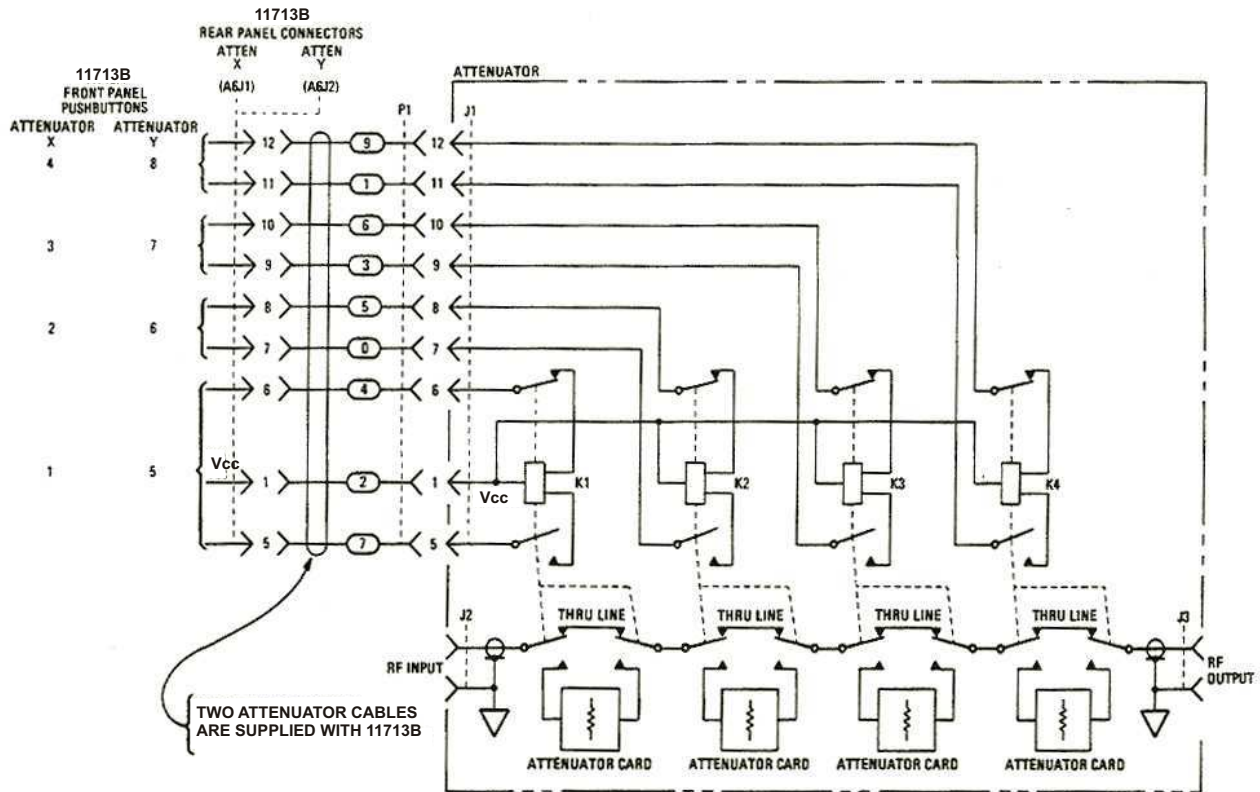 11713B
REAR PANEL CONNECTORS
ATTEN ATTEN
X Y
(A6J1) (A6J2)
11713B
FRONT PANEL
PUSHBUTTONS
ATTENUATOR ATTENUATOR
X Y
P1 J1
ATTENUATOR
4 8
12 9 12
11 1 11
3 7
10 6 10
9 3 9
2 6
8 5 8
7 0 7
6 4 6
1 5
Vcc 1 2 1 Vcc
K1 K2 K3 K4
5 7 5
J2 THRU LINE THRU LINE THRU LINE THRU LINE J3
RF INPUT
RF
OUTPUT
TWO ATTENUATOR CABLES
ARE SUPPLIED WITH 11713B
ATTENUATOR CARD ATTENUATOR CARD ATTENUATOR CARD ATTENUATOR CARD